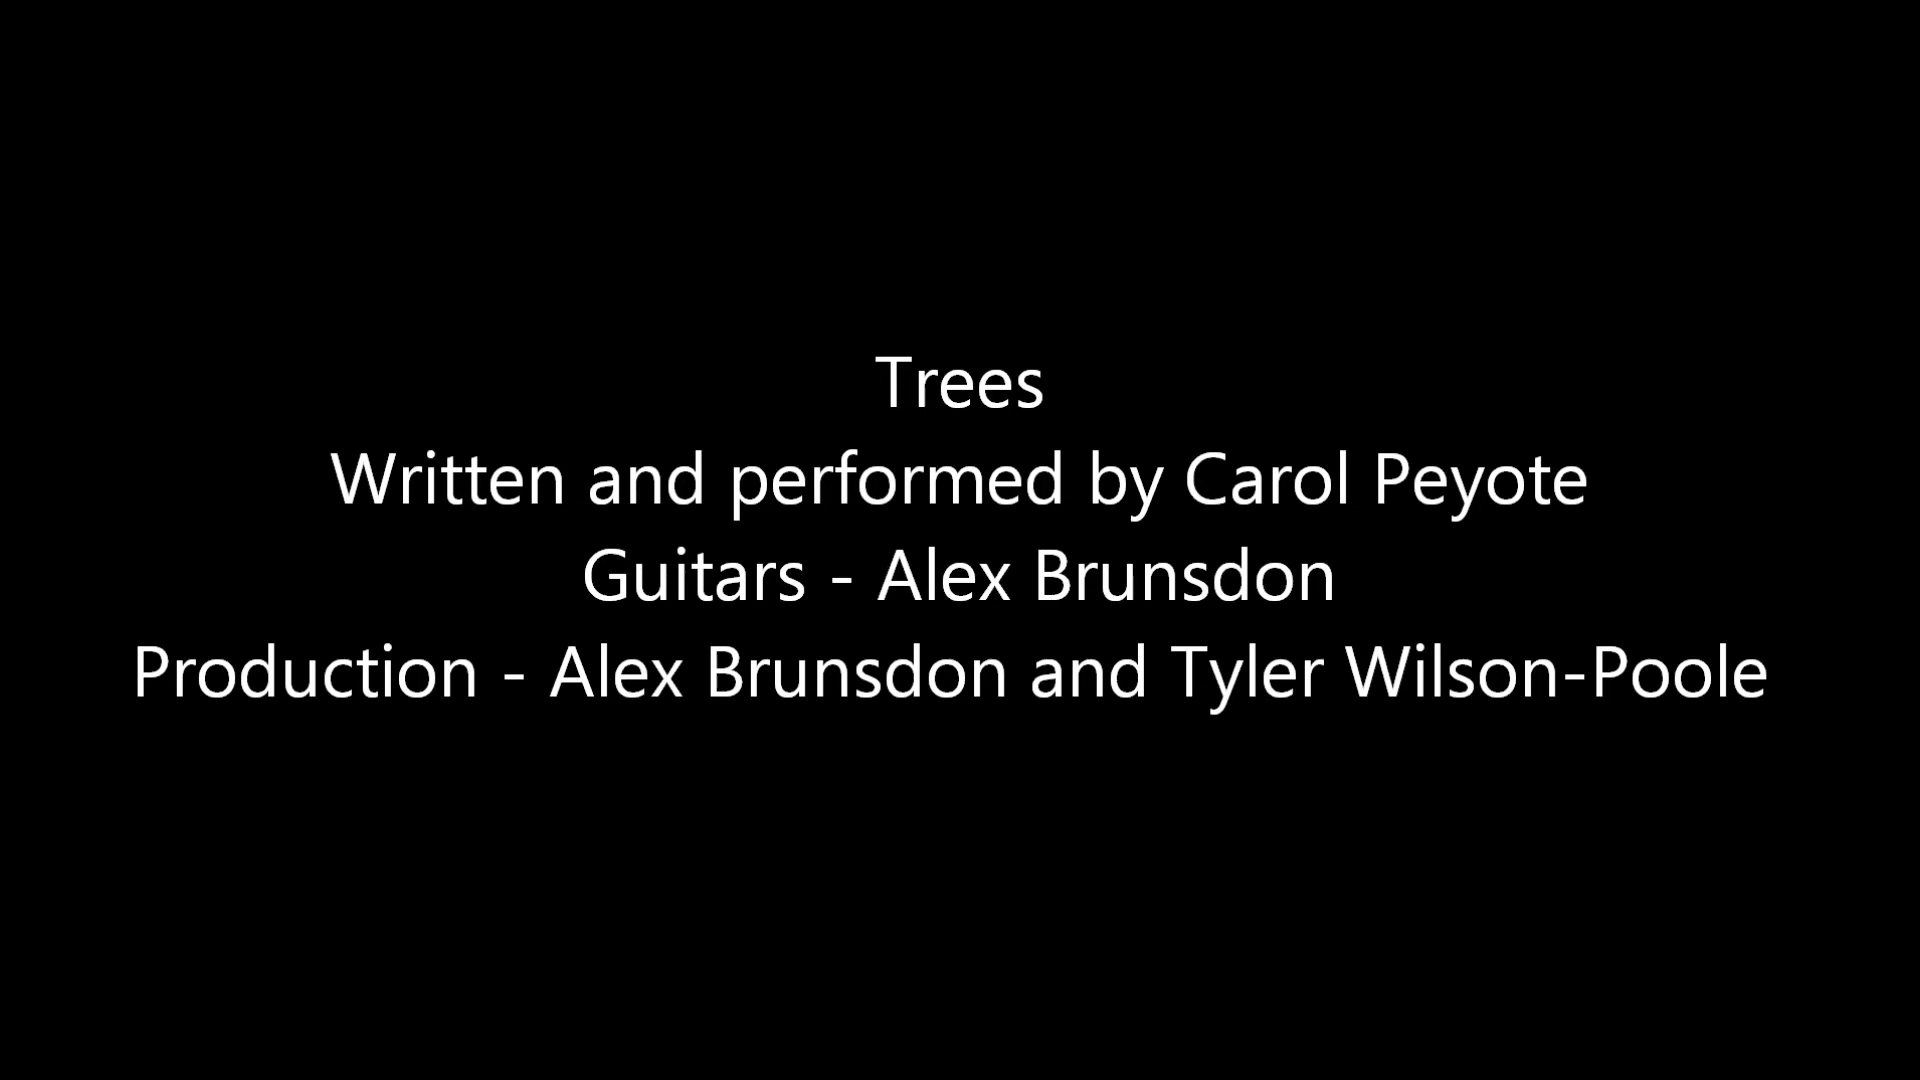 Trees
Written and performed by Carol Peyote
Guitars - Alex Brunsdon
Production - Alex Brunsdon and Tyler Wilson-Poole